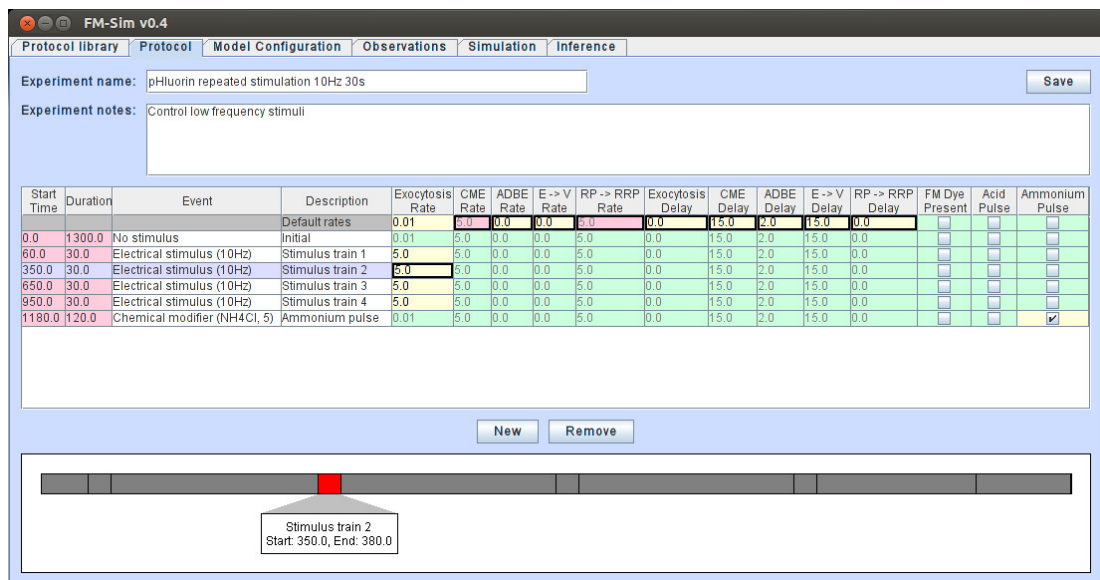 FM-Sim v0.4
Protocol library Protocol Model Configuration Observations Simulation Inference
Experiment name: pHluorin repeated stimulation 10Hz 30s Save
Experiment notes: Control low frequency stimuli
Start Time Duration Event Description Exocytosis Rate CME Rate ADBE Rate E -> V Rate RP -> RRP Rate Exocytosis Delay CME Delay ADBE Delay E -> V Delay RP -> RRP Delay FM Dye Present Acid Pulse Ammonium Pulse
Default rates 0.01 5.0 0.0 0.0 5.0 0.0 15.0 2.0 15.0 0.0
0.0 1300.0 No stimulus Initial 0.01 5.0 0.0 0.0 5.0 0.0 15.0 2.0 15.0 0.0
60.0 30.0 Electrical stimulus (10Hz) Stimulus train 1 5.0 5.0 0.0 0.0 5.0 0.0 15.0 2.0 15.0 0.0
350.0 30.0 Electrical stimulus (10Hz) Stimulus train 2 5.0 5.0 0.0 0.0 5.0 0.0 15.0 2.0 15.0 0.0
650.0 30.0 Electrical stimulus (10Hz) Stimulus train 3 5.0 5.0 0.0 0.0 5.0 0.0 15.0 2.0 15.0 0.0
950.0 30.0 Electrical stimulus (10Hz) Stimulus train 4 5.0 5.0 0.0 0.0 5.0 0.0 15.0 2.0 15.0 0.0
1180.0 120.0 Chemical modifier (NH4Cl, 5) Ammonium pulse 0.01 5.0 0.0 0.0 5.0 0.0 15.0 2.0 15.0 0.0
New Remove
Stimulus train 2
Start: 350.0, End: 380.0